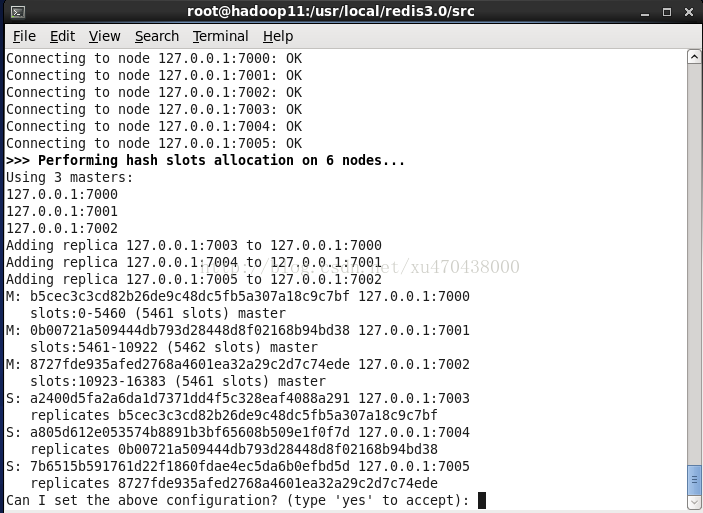 root@hadoop11:/usr/local/redis3.0/src
File Edit View Search Terminal Help
Connecting to node 127.0.0.1:7000: OK
Connecting to node 127.0.0.1:7001: OK
Connecting to node 127.0.0.1:7002: OK
Connecting to node 127.0.0.1:7003: OK
Connecting to node 127.0.0.1:7004: OK
Connecting to node 127.0.0.1:7005: OK
>>> Performing hash slots allocation on 6 nodes...
Using 3 masters:
127.0.0.1:7000
127.0.0.1:7001
127.0.0.1:7002
Adding replica 127.0.0.1:7003 to 127.0.0.1:7000
Adding replica 127.0.0.1:7004 to 127.0.0.1:7001
http://blog.csdn.net/xu470438000
Adding replica 127.0.0.1:7005 to 127.0.0.1:7002
M: b5cec3c3cd82b26de9c48dc5fb5a307a18c9c7bf 127.0.0.1:7000
slots:0-5460 (5461 slots) master
M: 0b00721a509444db793d28448d8f02168b94bd38 127.0.0.1:7001
slots:5461-10922 (5462 slots) master
M: 8727fde935afed2768a4601ea32a29c2d7c74ede 127.0.0.1:7002
slots:10923-16383 (5461 slots) master
S: a2400d5fa2a6da1d7371dd4f5c328eaf4088a291 127.0.0.1:7003
replicates b5cec3c3cd82b26de9c48dc5fb5a307a18c9c7bf
S: a805d612e053574b8891b3bf65608b509e1f0f7d 127.0.0.1:7004
replicates 0b00721a509444db793d28448d8f02168b94bd38
S: 7b6515b591761d22f1860fdae4ec5da6b0efbd5d 127.0.0.1:7005
replicates 8727fde935afed2768a4601ea32a29c2d7c74ede
Can I set the above configuration? (type 'yes' to accept):